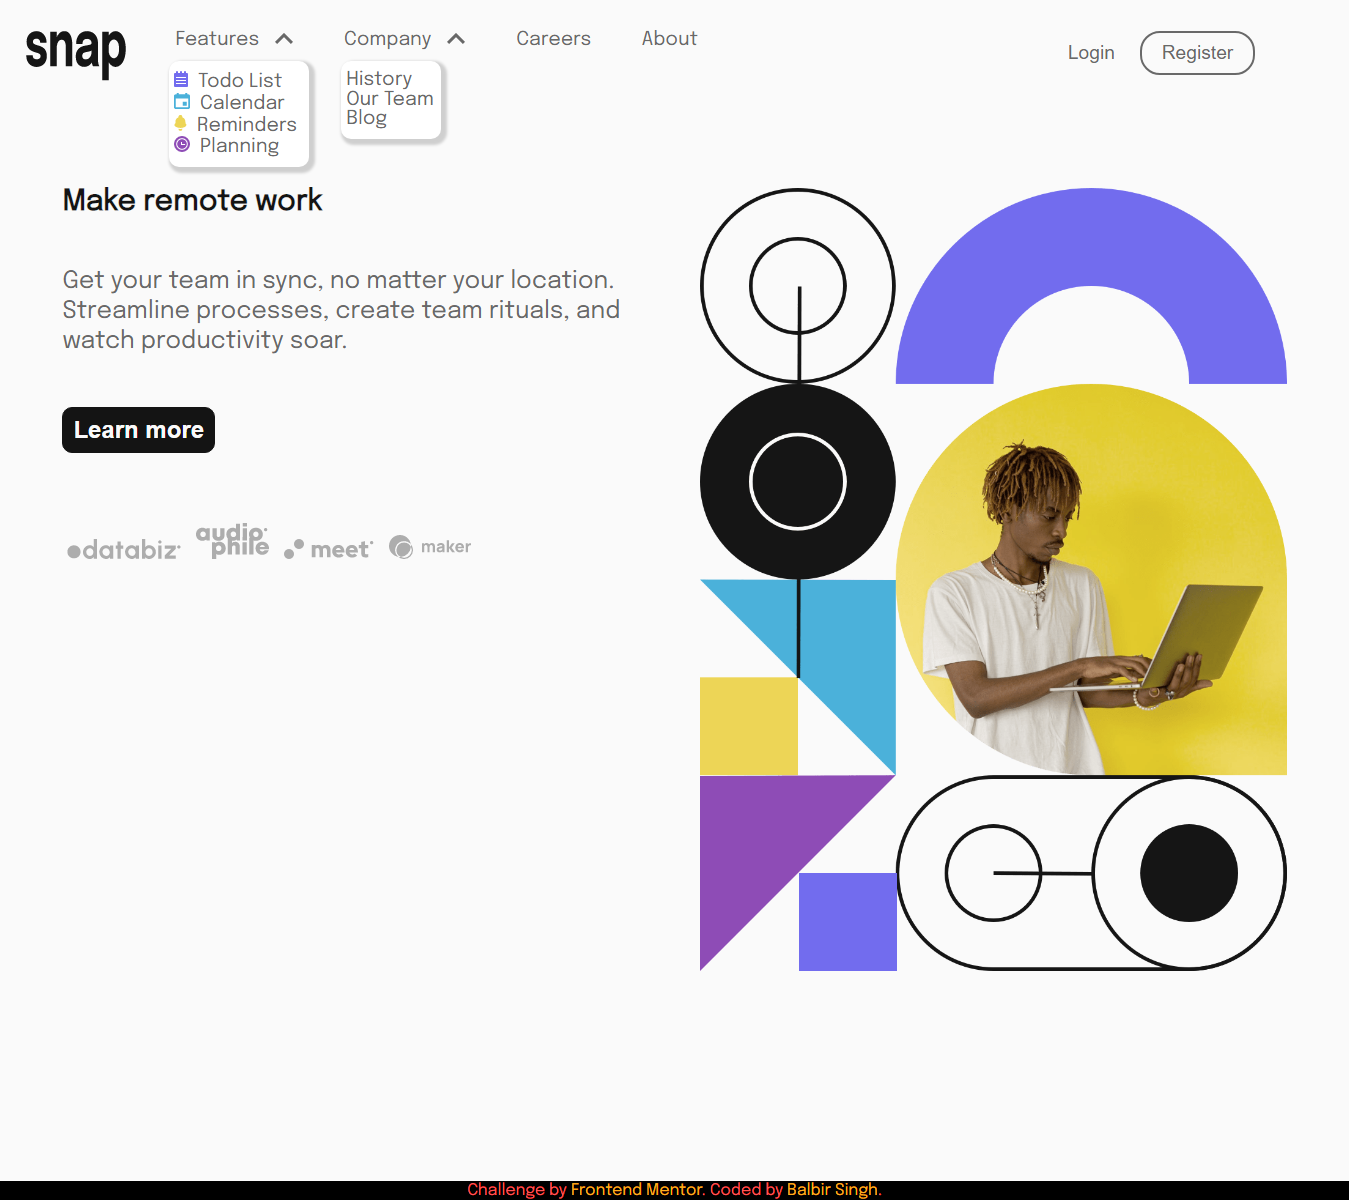 snap
Features
Company
Careers
About
Login
Register
Todo List
Calendar
Reminders
Planning
History
Our Team
Blog
Make remote work
Get your team in sync, no matter your location.
Streamline processes, create team rituals, and
watch productivity soar.
Learn more
databiz
audio
phile
meet
maker
Challenge by Frontend Mentor. Coded by Balbir Singh.